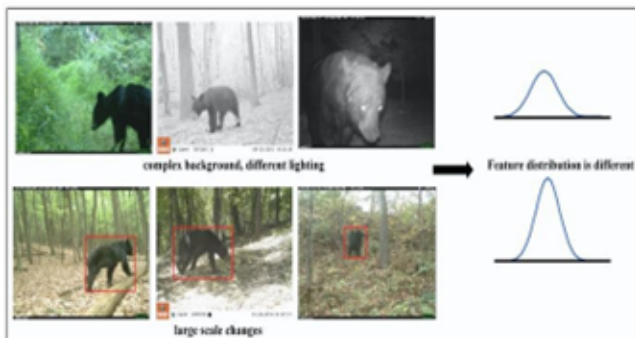 complex background, different lighting
Feature distribution is different
large scale changes